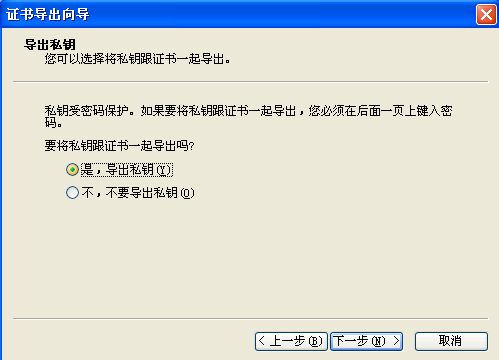 证书导出向导
导出私钥
您可以选择将私钥跟证书一起导出。
私钥受密码保护。如果要将私钥跟证书一起导出，您必须在后面一页上键入密
码。
要将私钥跟证书一起导出吗?
是，导出私钥(Y)
不，不要导出私钥(O)
< 上一步(B) 下一步(N) > 取消